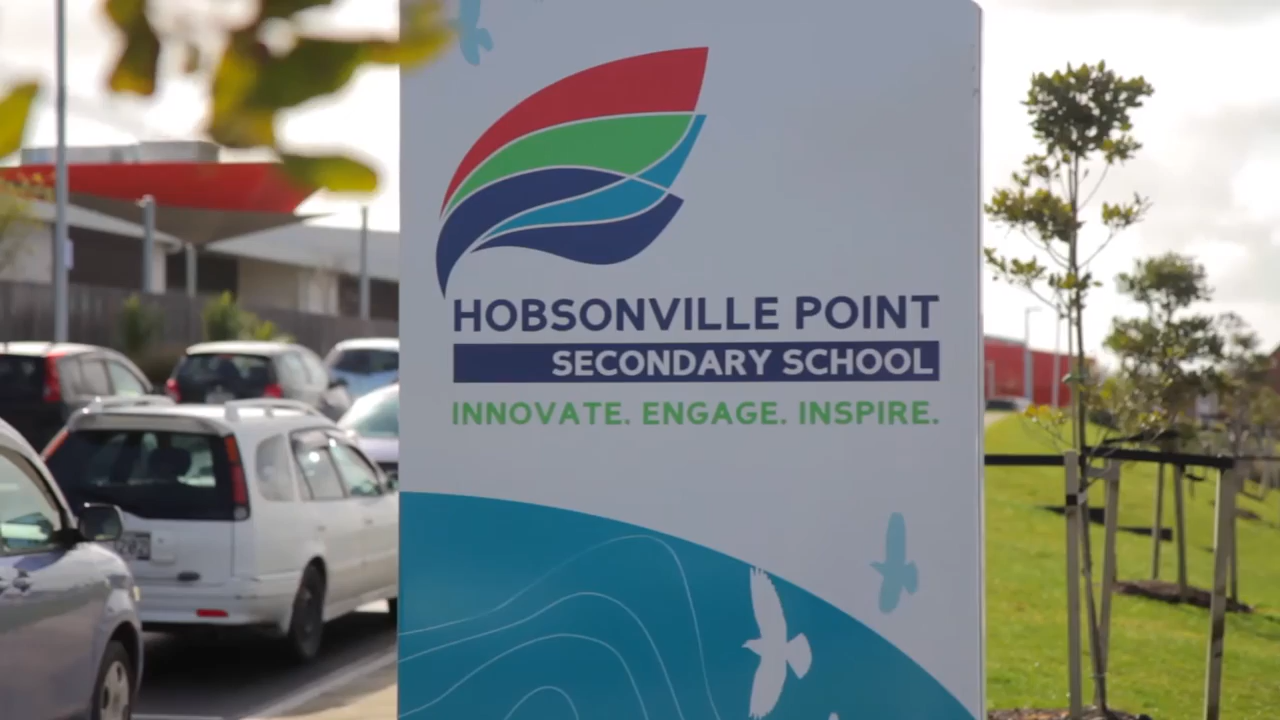 HOBSONVILLE POINT
SECONDARY SCHOOL
INNOVATE. ENGAGE. INSPIRE.